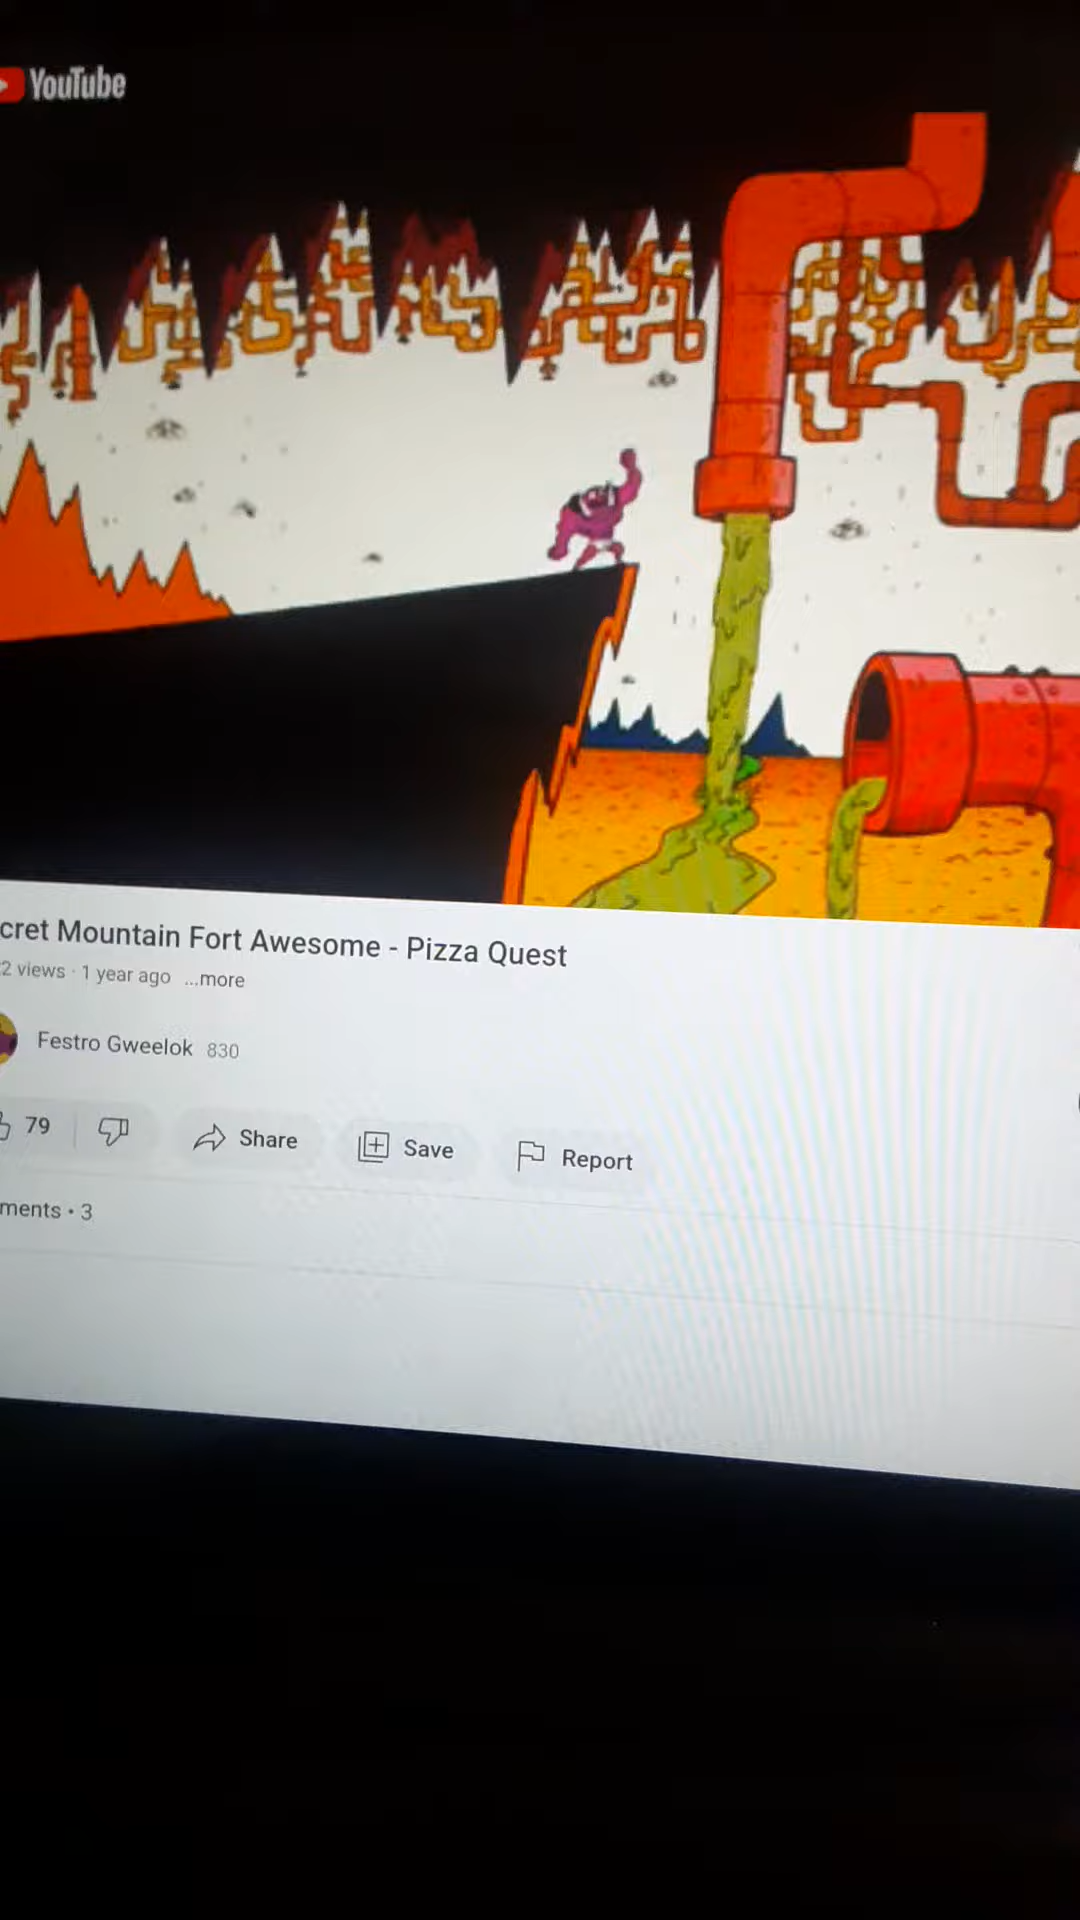 YouTube
cret Mountain Fort Awesome - Pizza Quest
2 views · 1 year ago ...more
Festro Gweelok 830
79 Share Save Report
ments • 3